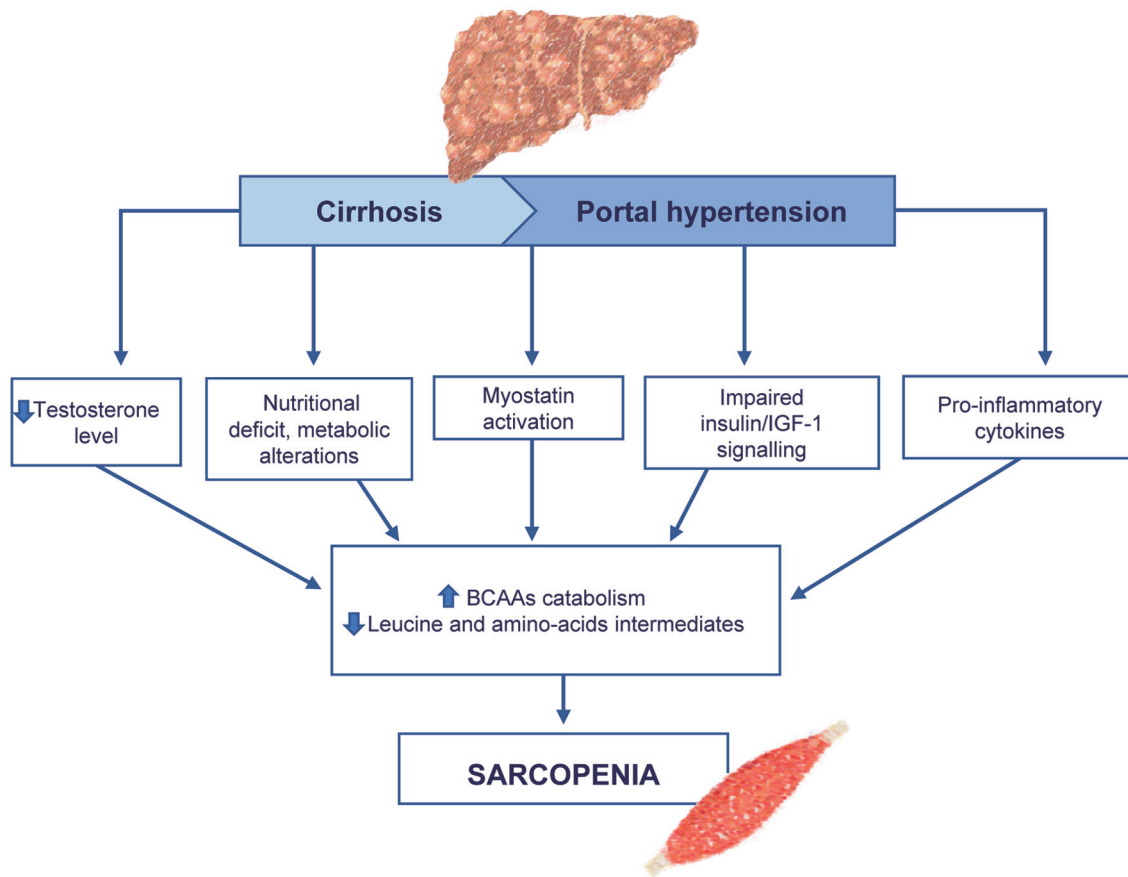 Cirrhosis
Portal hypertension
Testosterone
level
Nutritional
deficit, metabolic
alterations
Myostatin
activation
Impaired
insulin/IGF-1
signalling
Pro-inflammatory
cytokines
BCAAs catabolism
Leucine and amino-acids intermediates
SARCOPENIA